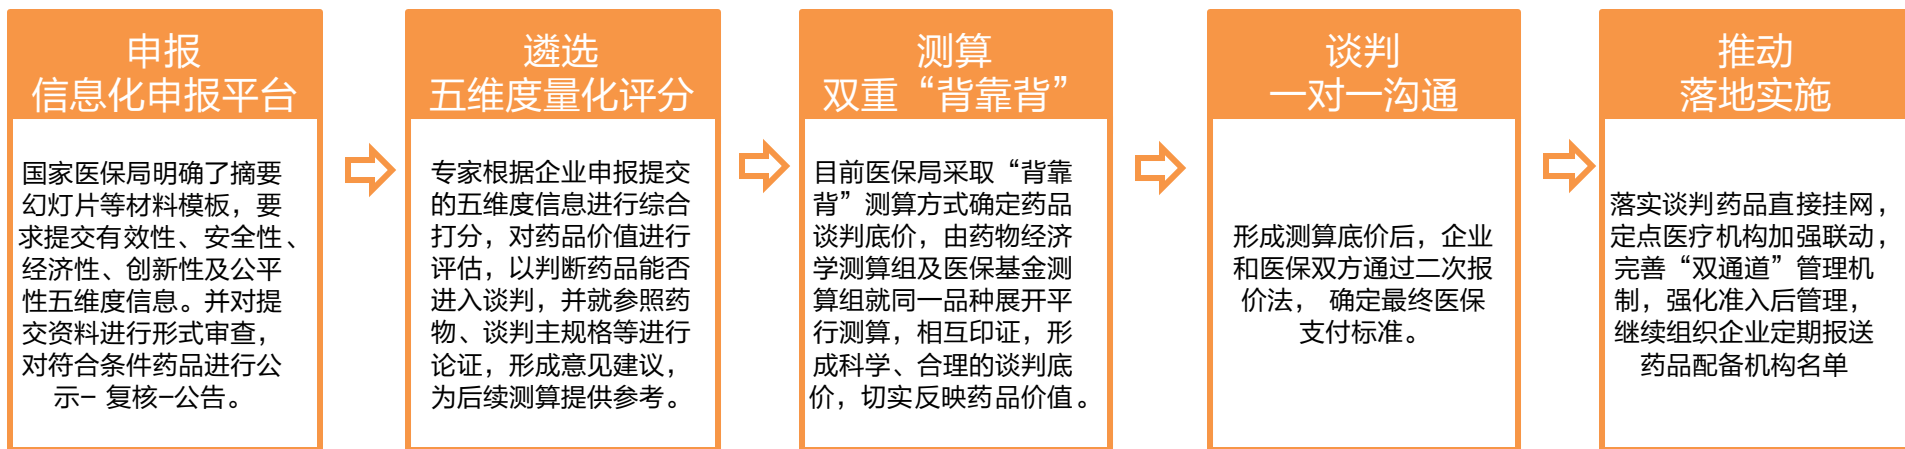 申报
信息化申报平台
国家医保局明确了摘要
幻灯片等材料模板，要
求提交有效性、安全性、
经济性、创新性及公平
性五维度信息。并对提
交资料进行形式审查，
对符合条件药品进行公
示– 复核–公告。
遴选
五维度量化评分
专家根据企业申报提交
的五维度信息进行综合
打分，对药品价值进行
评估，以判断药品能否
进入谈判，并就参照药
物、谈判主规格等进行
论证，形成意见建议，
为后续测算提供参考。
测算
双重“背靠背”
目前医保局采取“背靠
背”测算方式确定药品
谈判底价，由药物经济
学测算组及医保基金测
算组就同一品种展开平
行测算，相互印证，形
成科学、合理的谈判底
价，切实反映药品价值。
谈判
一对一沟通
形成测算底价后，企业
和医保双方通过二次报
价法， 确定最终医保
支付标准。
推动
落地实施
落实谈判药品直接挂网，
定点医疗机构加强联动，
完善“双通道”管理机
制，强化准入后管理，
继续组织企业定期报送
药品配备机构名单